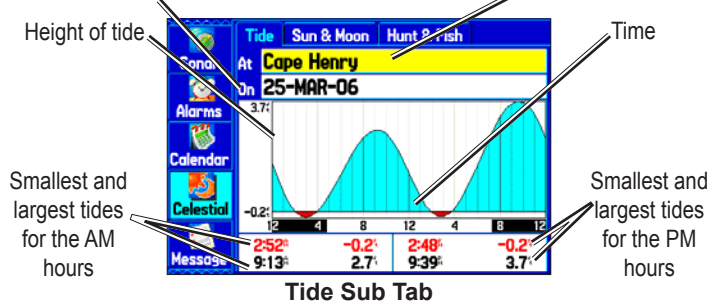 Height of tide
Time
Tide Sub Tab
Smallest and
largest tides
for the AM
hours
Smallest and
largest tides
for the PM
hours
Tide Sun & Moon Hunt & Fish
At Cape Henry
On 25-MAR-06
Sonar
Alarms
Calendar
Celestial
Message
3.7
-0.2
12 4 8 12 4 8 12
2:52 -0.2 2:48 -0.2
9:13 2.7 9:39 3.7